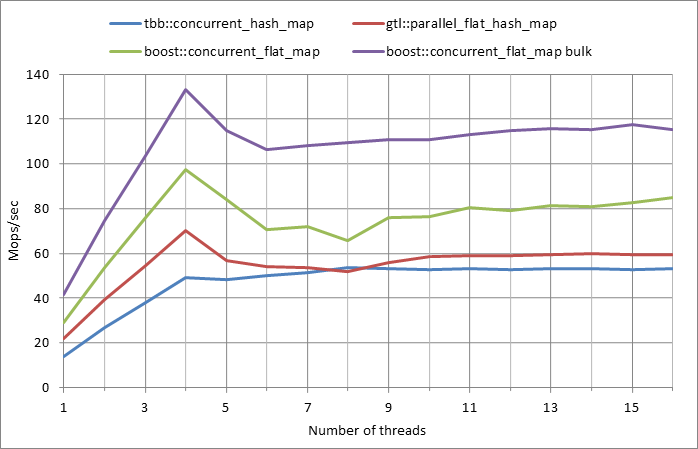 tbb::concurrent_hash_map gtl::parallel_flat_hash_map
boost::concurrent_flat_map boost::concurrent_flat_map bulk
140
120
100
80
60
40
20
0
Mops/sec
1 3 5 7 9 11 13 15
Number of threads